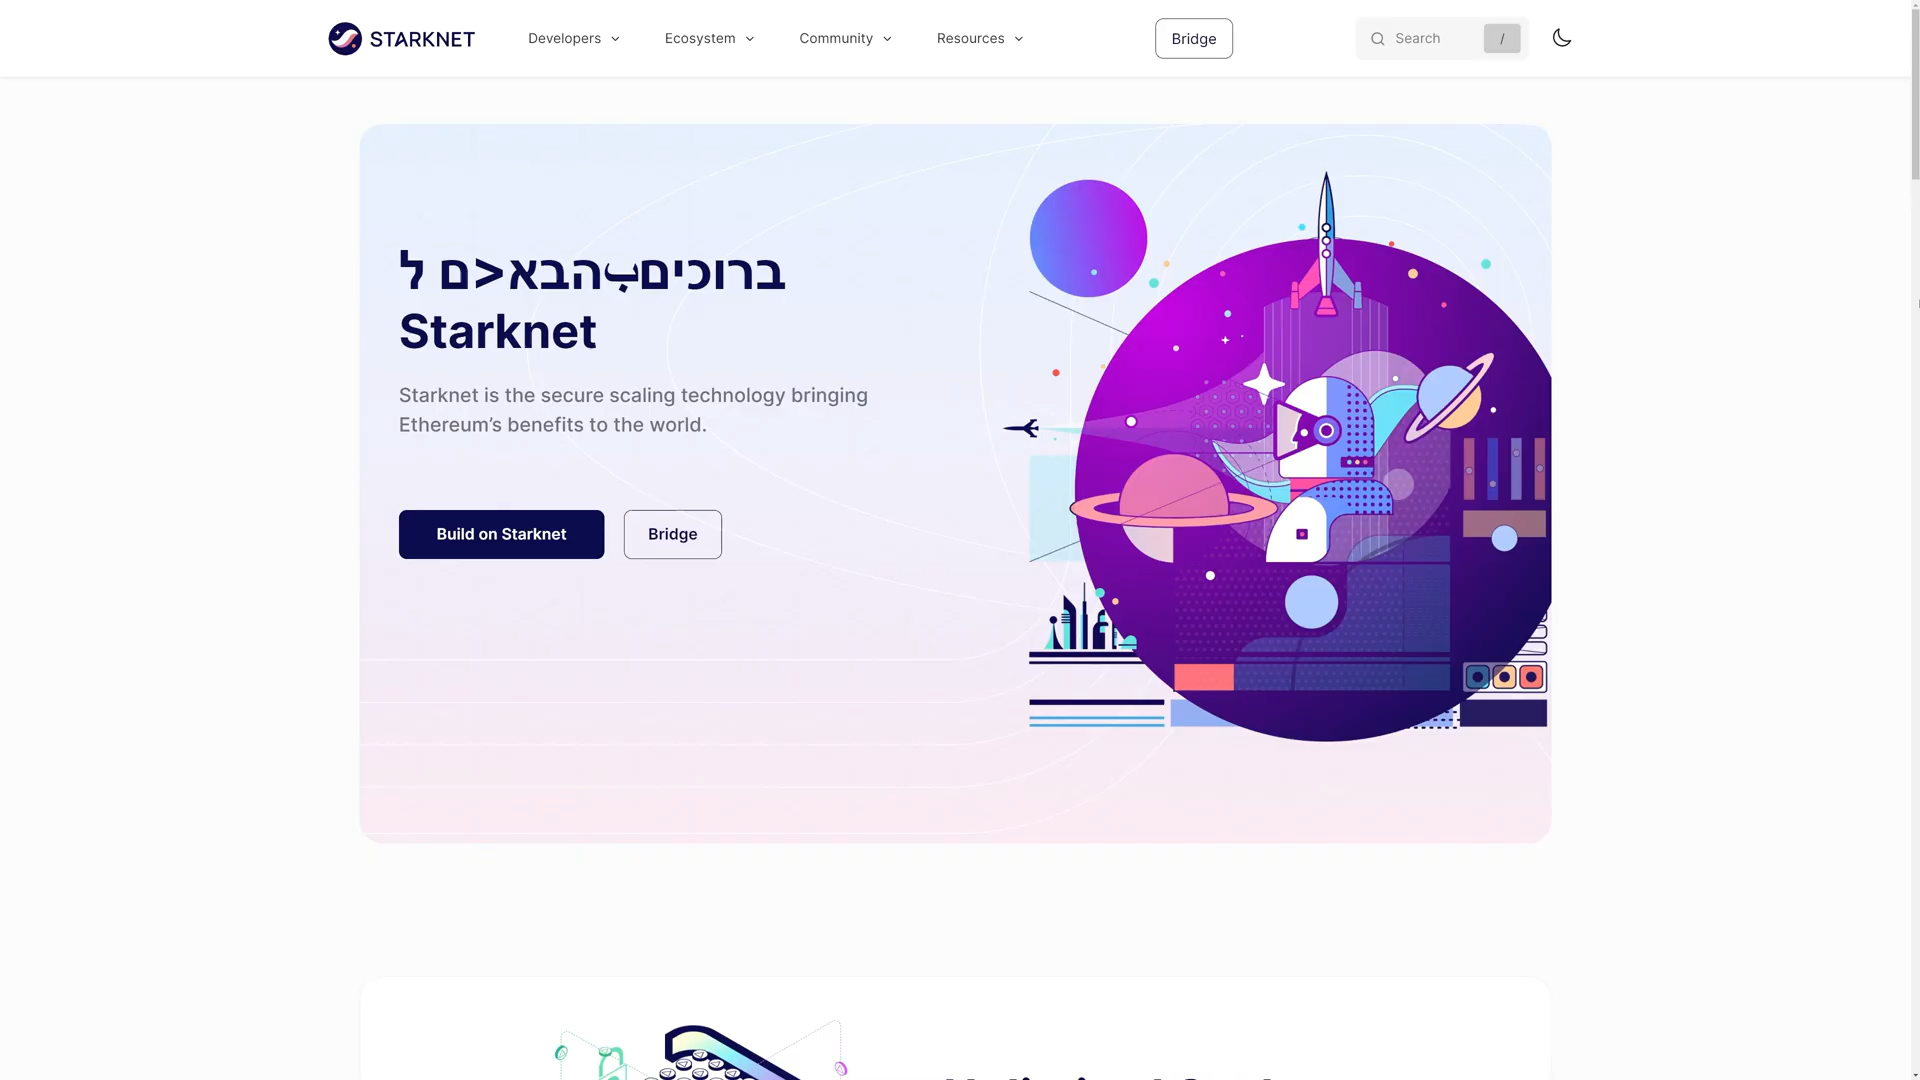 STARKNET
Developers
Ecosystem
Community
Resources
Bridge
Search
/
ברוכיםבְהבא<ם ל
Starknet
Starknet is the secure scaling technology bringing
Ethereum’s benefits to the world.
Build on Starknet
Bridge